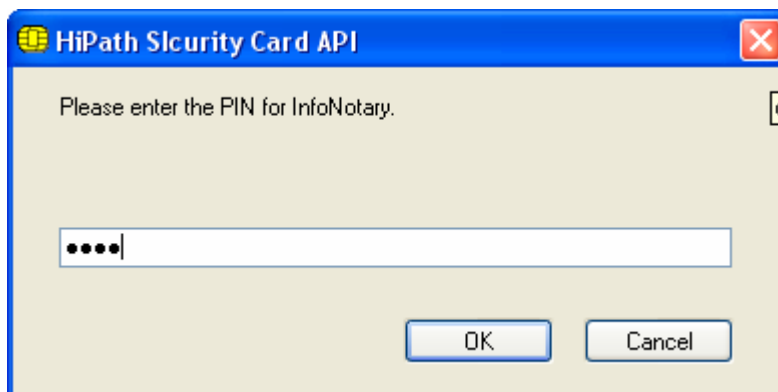 HiPath SIcurity Card API
Please enter the PIN for InfoNotary.
••••
OK
Cancel